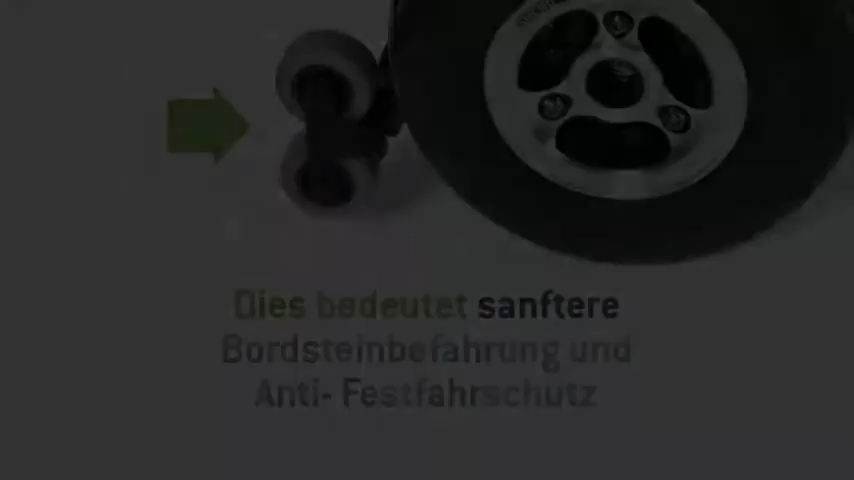 Dies bedeutet sanftere
Bordsteinbefahrung und
Anti- Festfahrschutz